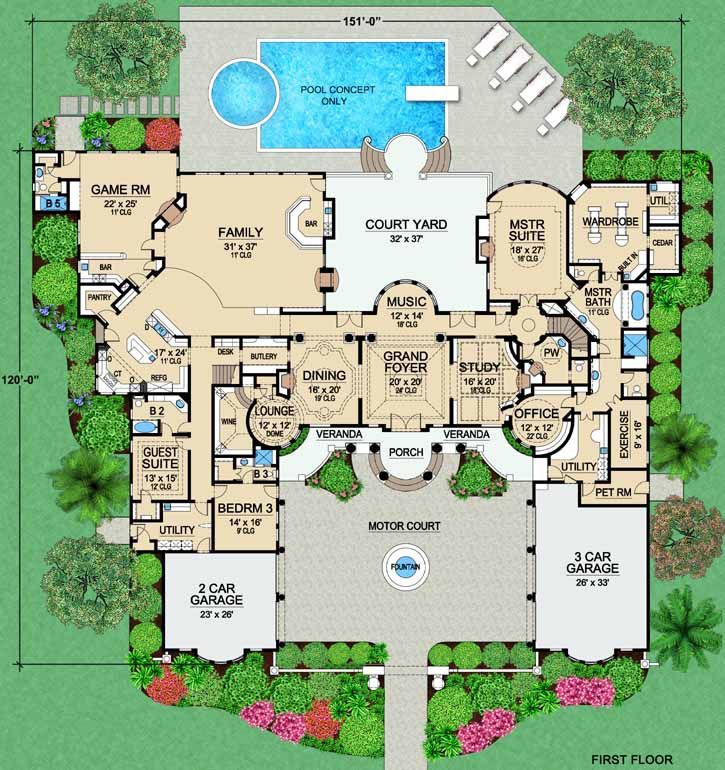 151'-0"
POOL CONCEPT
ONLY
GAME RM
22' x 25'
11' CLG
B 5
BAR
PANTRY
FAMILY
31' x 37'
11' CLG
BAR
COURT YARD
32' x 37'
MSTR
SUITE
18' x 27'
16' CLG
WARDROBE
UTIL
CEDAR
BUILT IN
MSTR
BATH
11' CLG
MUSIC
12' x 14'
18' CLG
120'-0"
17' x 24'
11' CLG
D
D
H
CT
REFG
DESK
BUTLERY
DINING
16' x 20'
19' CLG
GRAND
FOYER
20' x 20'
24' CLG
STUDY
16' x 20'
18' CLG
PW
WINE
LOUNGE
12' x 12'
DOME
OFFICE
12' x 12'
22' CLG
B 2
GUEST
SUITE
13' x 15'
12' CLG
VERANDA
PORCH
VERANDA
UTILITY
EXERCISE
9' x 16'
PET RM
B 3
BEDRM 3
14' x 16'
9' CLG
UTILITY
MOTOR COURT
FOUNTAIN
2 CAR
GARAGE
23' x 26'
3 CAR
GARAGE
26' x 33'
FIRST FLOOR